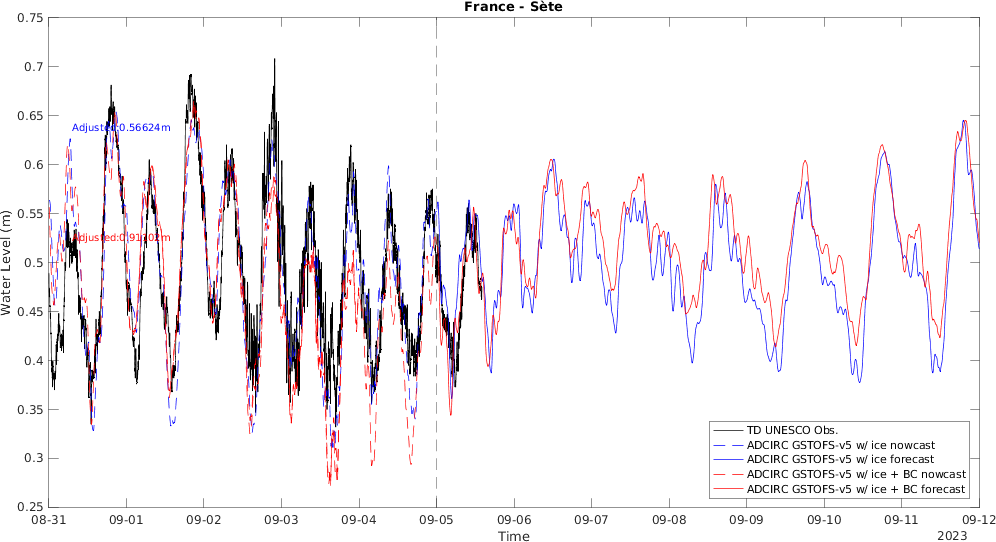 France - Sète
0.75
0.7
0.65
0.6
0.55
0.5
0.45
0.4
0.35
0.3
0.25
Water Level (m)
Adjusted:0.56624m
08-31
09-01
09-02
09-03
09-04
09-05
09-06
09-07
09-08
09-09
09-10
09-11
09-12
2023
Time
TD UNESCO Obs.
ADCIRC GSTOFS-v5 w/ ice nowcast
ADCIRC GSTOFS-v5 w/ ice forecast
ADCIRC GSTOFS-v5 w/ ice + BC nowcast
ADCIRC GSTOFS-v5 w/ ice + BC forecast